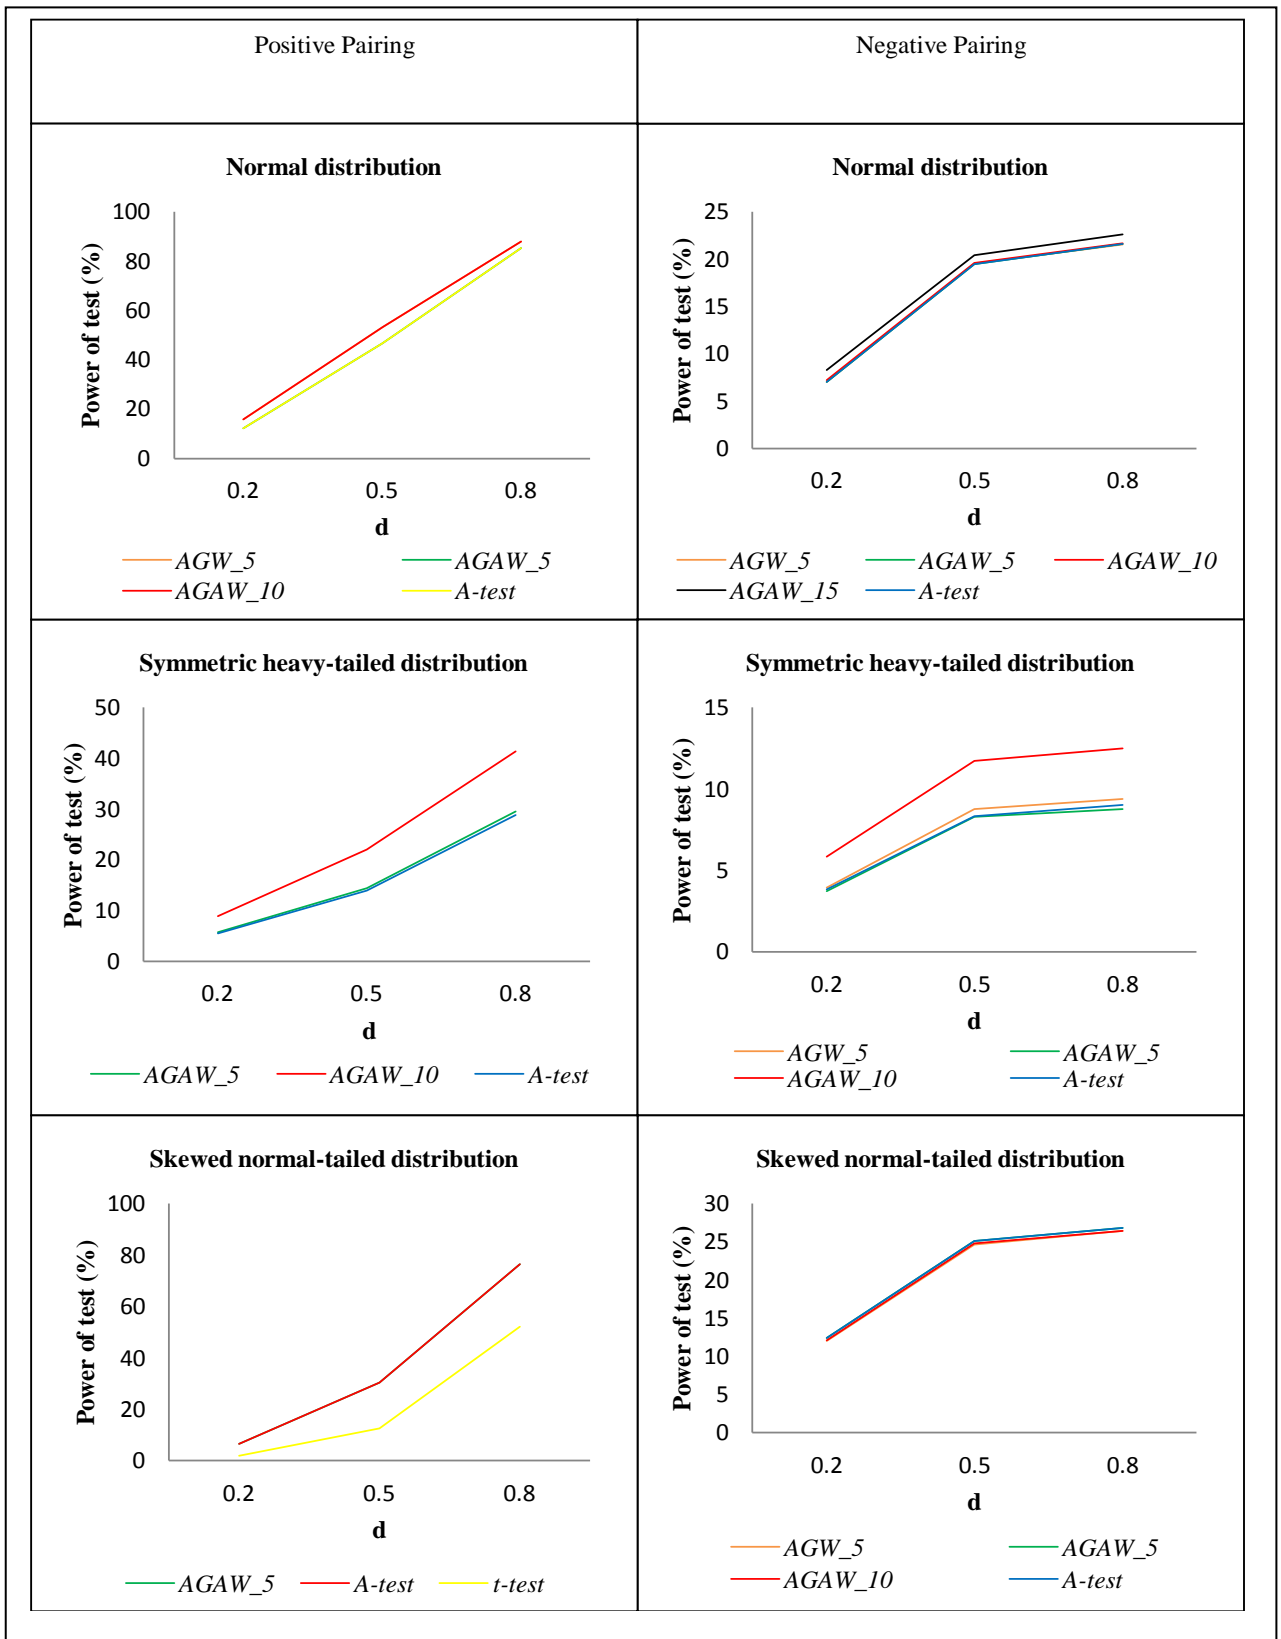 Positive Pairing
Negative Pairing
Normal distribution
Power of test (%)
100
80
60
40
20
0
0.2 0.5 0.8
d
AGW_5 AGAW_5
AGAW_10 A-test
Normal distribution
Power of test (%)
25
20
15
10
5
0
0.2 0.5 0.8
d
AGW_5 AGAW_5 AGAW_10
AGAW_15 A-test
Symmetric heavy-tailed distribution
Power of test (%)
50
40
30
20
10
0
0.2 0.5 0.8
d
AGAW_5 AGAW_10 A-test
Symmetric heavy-tailed distribution
Power of test (%)
15
10
5
0
0.2 0.5 0.8
d
AGW_5 AGAW_5
AGAW_10 A-test
Skewed normal-tailed distribution
Power of test (%)
100
80
60
40
20
0
0.2 0.5 0.8
d
AGAW_5 A-test t-test
Skewed normal-tailed distribution
Power of test (%)
30
25
20
15
10
5
0
0.2 0.5 0.8
d
AGW_5 AGAW_5
AGAW_10 A-test